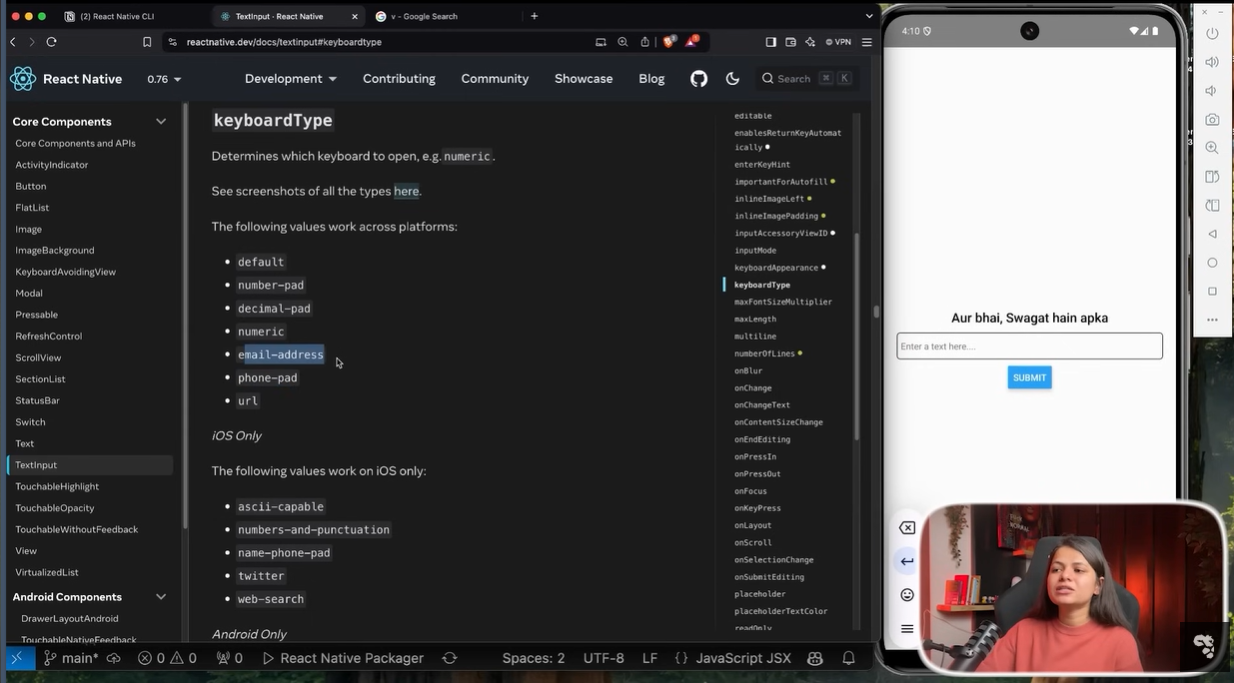 (2) React Native CLI
TextInput · React Native
v - Google Search
reactnative.dev/docs/textinput#keyboardtype
VPN
React Native
0.76
Development
Contributing
Community
Showcase
Blog
Search
K
Core Components
Core Components and APIs
ActivityIndicator
Button
FlatList
Image
ImageBackground
KeyboardAvoidingView
Modal
Pressable
RefreshControl
ScrollView
SectionList
StatusBar
Switch
Text
TextInput
TouchableHighlight
TouchableOpacity
TouchableWithoutFeedback
View
VirtualizedList
Android Components
DrawerLayoutAndroid
TouchableNativeFeedback
keyboardType
Determines which keyboard to open, e.g. numeric.
See screenshots of all the types here.
The following values work across platforms:
default
number-pad
decimal-pad
numeric
email-address
phone-pad
url
iOS Only
The following values work on iOS only:
ascii-capable
numbers-and-punctuation
name-phone-pad
twitter
web-search
Android Only
editable
enablesReturnKeyAutomat
ically
enterKeyHint
importantForAutofill
inlineImageLeft
inlineImagePadding
inputAccessoryViewID
inputMode
keyboardAppearance
keyboardType
maxFontSizeMultiplier
maxLength
multiline
numberOfLines
onBlur
onChange
onChangeText
onContentSizeChange
onEndEditing
onPressIn
onPressOut
onFocus
onKeyPress
onLayout
onScroll
onSelectionChange
onSubmitEditing
placeholder
placeholderTextColor
readOnly
main*
0
0
0
React Native Packager
Spaces: 2
UTF-8
LF
{} JavaScript JSX
4:10
Aur bhai, Swagat hain apka
Enter a text here....
SUBMIT